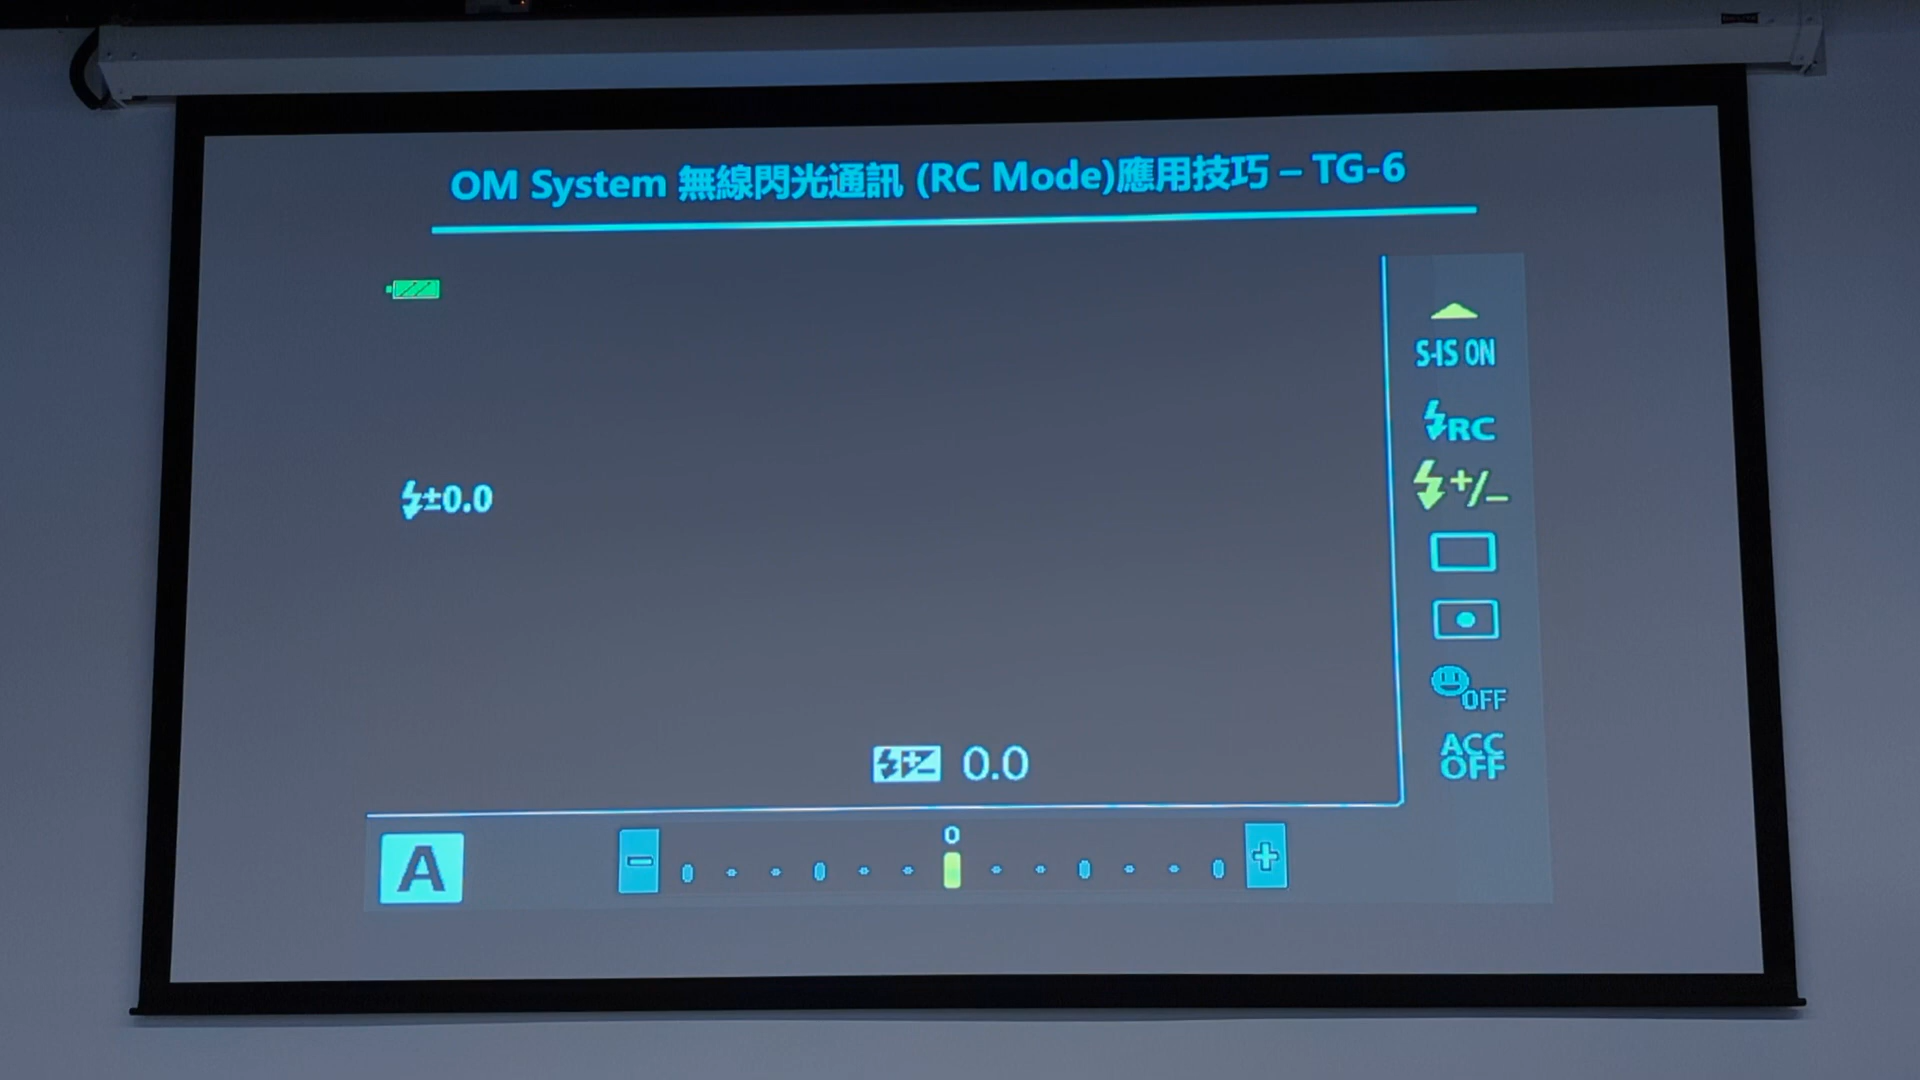 OM System 無線閃光通訊 (RC Mode)應用技巧 – TG-6
S-IS ON
RC
+/–
±0.0
OFF
ACC
OFF
0.0
0
A
–
+